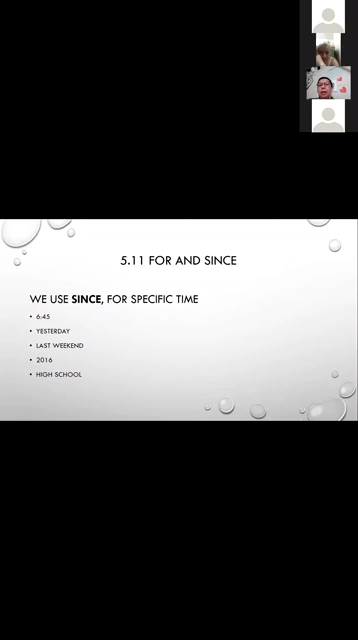 5.11 FOR AND SINCE
WE USE SINCE, FOR SPECIFIC TIME
• 6:45
• YESTERDAY
• LAST WEEKEND
• 2016
• HIGH SCHOOL